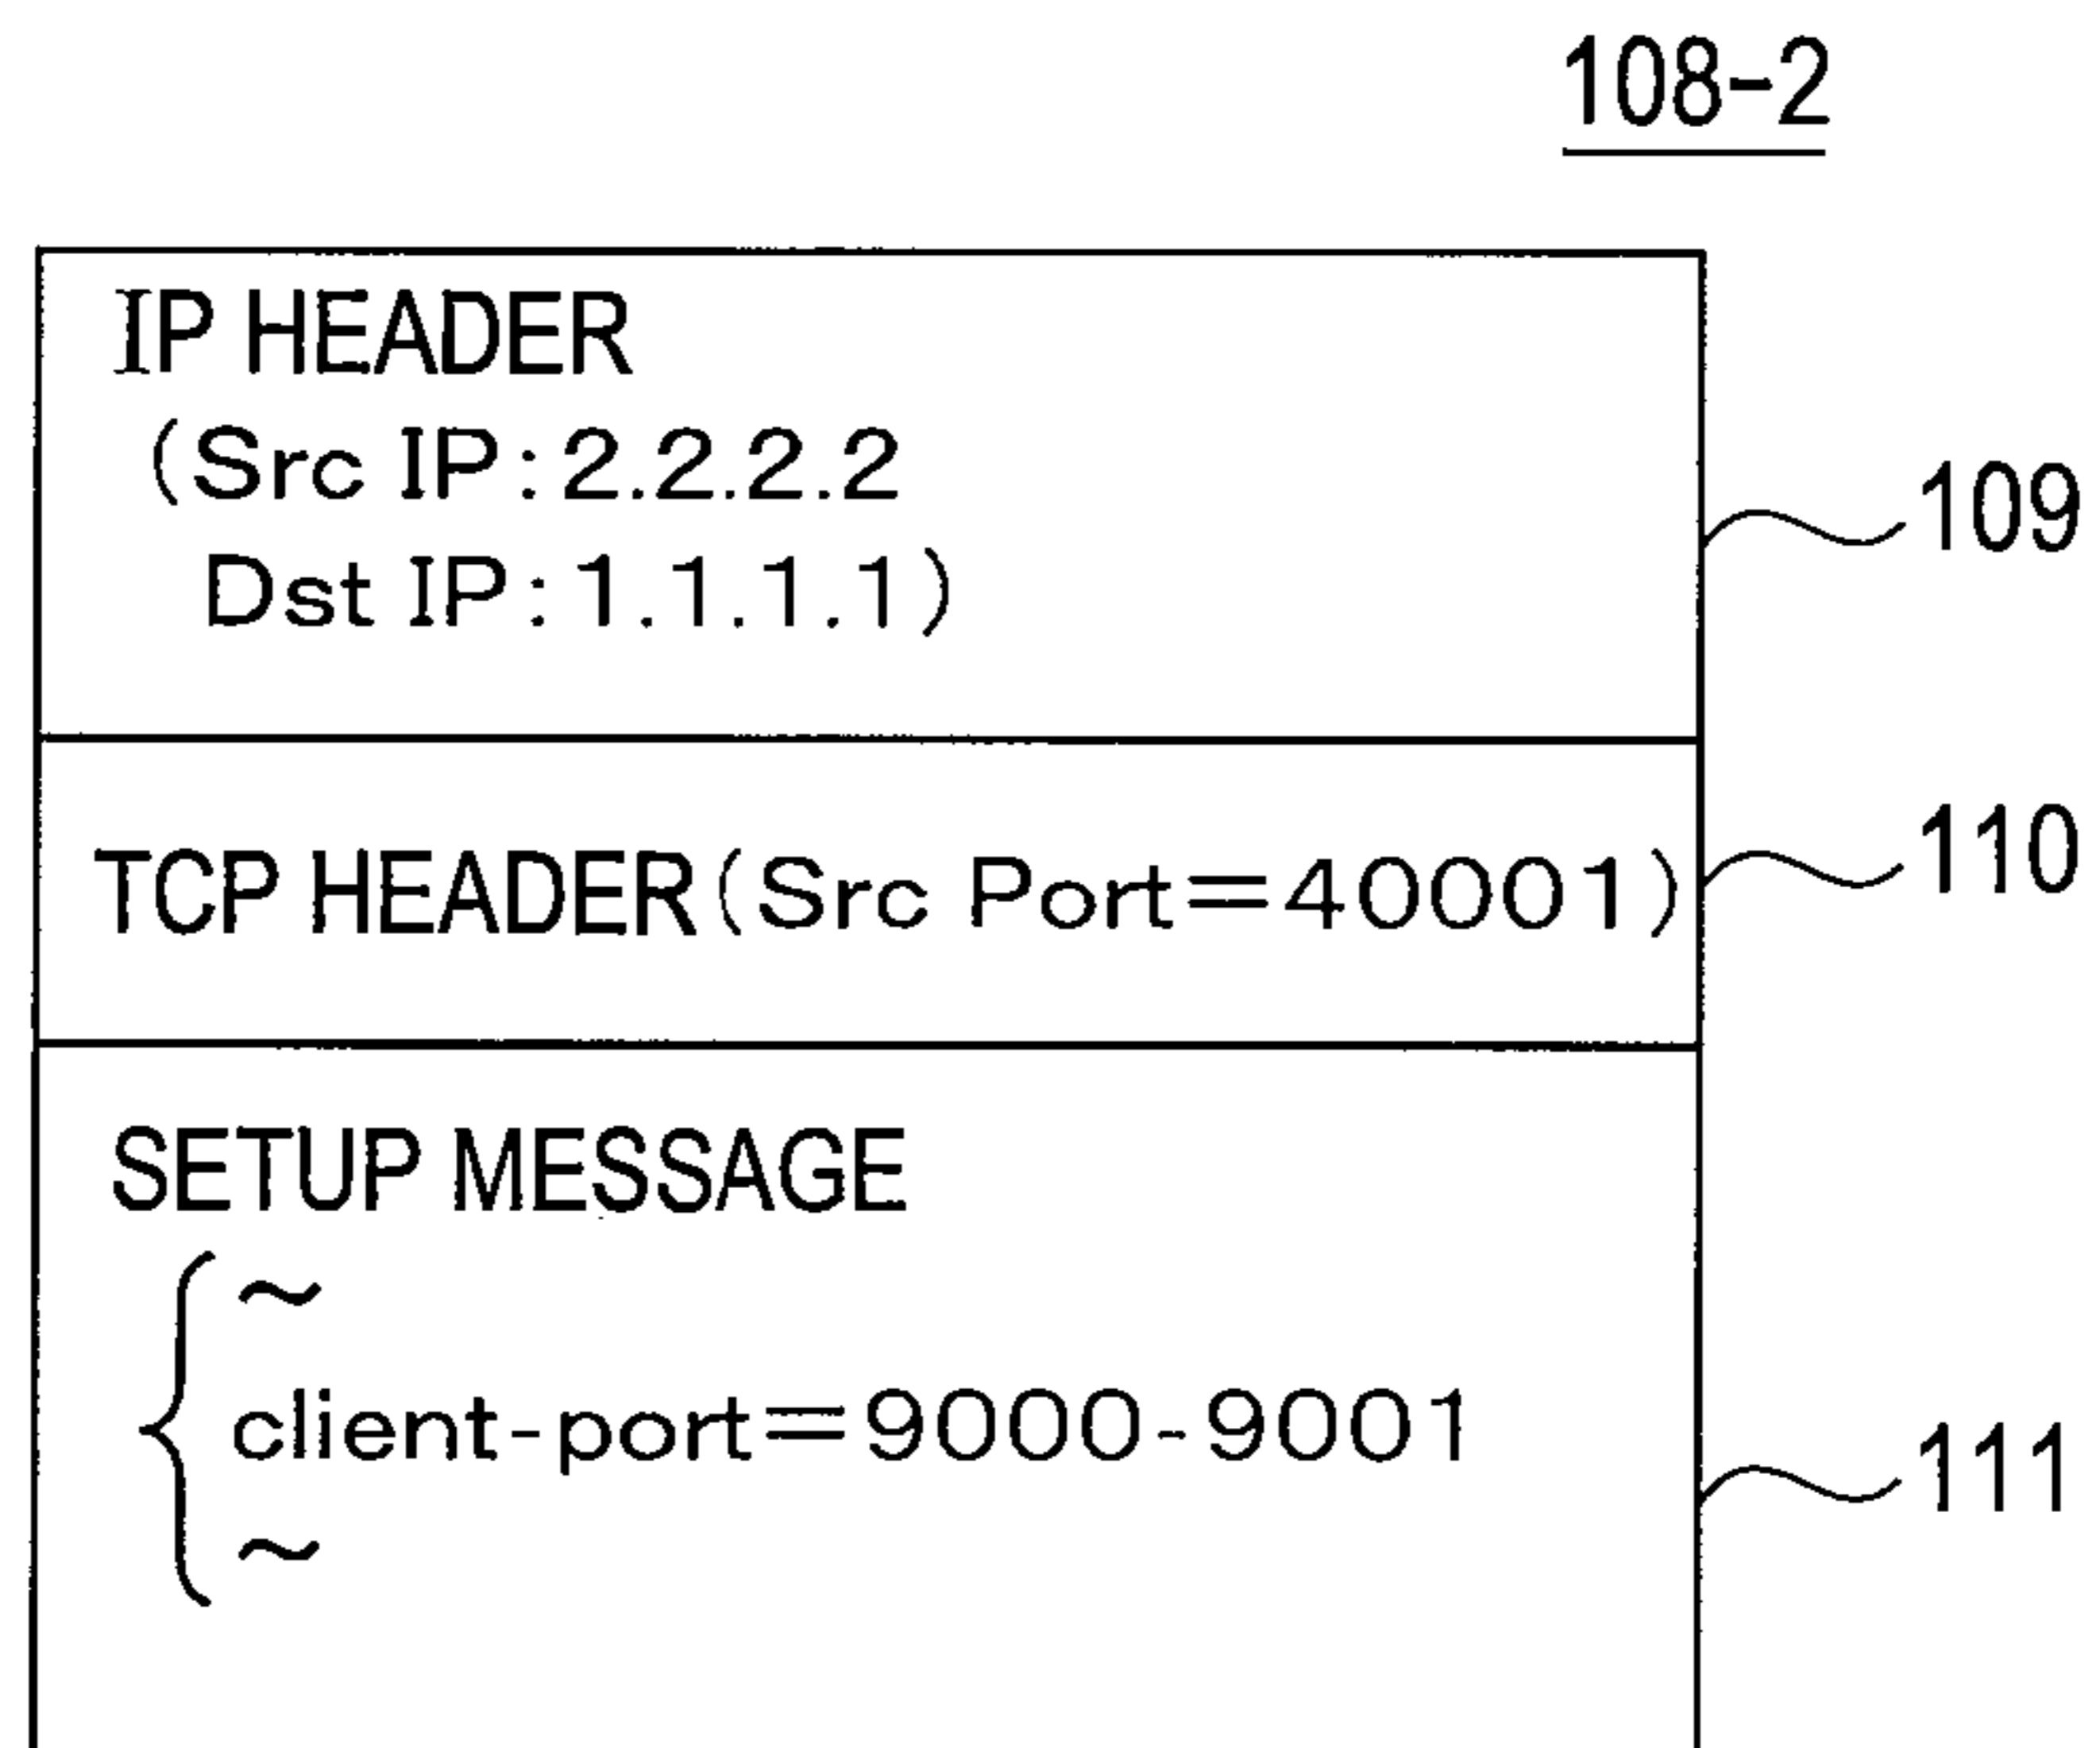 108-2
IP HEADER
(Src IP:2.2.2.2
Dst IP:1.1.1.1)
109
TCP HEADER(Src Port=40001)
110
SETUP MESSAGE
~
client-port=9000-9001
111
~